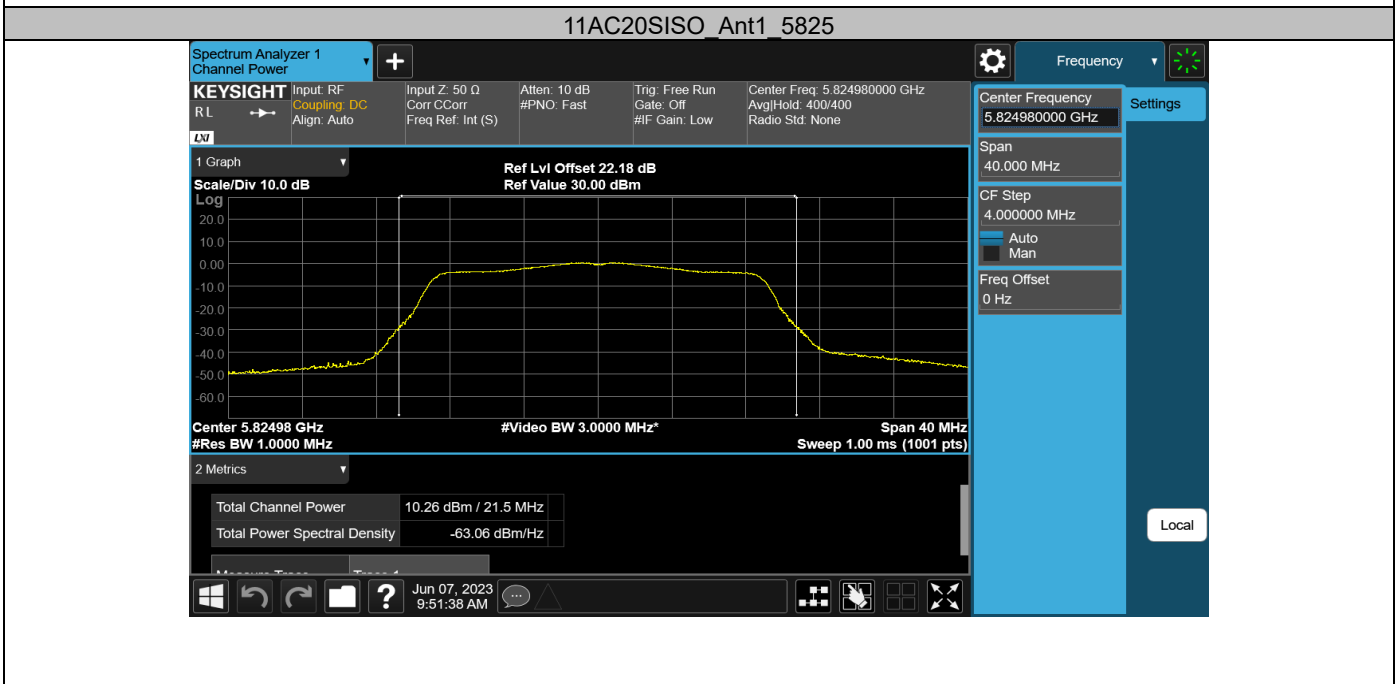 11AC20SISO_Ant1_5825
Spectrum Analyzer 1
Channel Power
Frequency
KEYSIGHT
R L
LXI
Input: RF
Coupling: DC
Align: Auto
Input Z: 50 Ω
Corr CCorr
Freq Ref: Int (S)
Atten: 10 dB
#PNO: Fast
Trig: Free Run
Gate: Off
#IF Gain: Low
Center Freq: 5.824980000 GHz
Avg|Hold: 400/400
Radio Std: None
1 Graph
Scale/Div 10.0 dB
Log
Ref Lvl Offset 22.18 dB
Ref Value 30.00 dBm
20.0
10.0
0.00
-10.0
-20.0
-30.0
-40.0
-50.0
-60.0
Center 5.82498 GHz
#Res BW 1.0000 MHz
#Video BW 3.0000 MHz*
Span 40 MHz
Sweep 1.00 ms (1001 pts)
2 Metrics
Total Channel Power 10.26 dBm / 21.5 MHz
Total Power Spectral Density -63.06 dBm/Hz
Measure Trace Trace 1
Center Frequency
5.824980000 GHz
Settings
Span
40.000 MHz
CF Step
4.000000 MHz
Auto
Man
Freq Offset
0 Hz
Local
?
Jun 07, 2023
9:51:38 AM